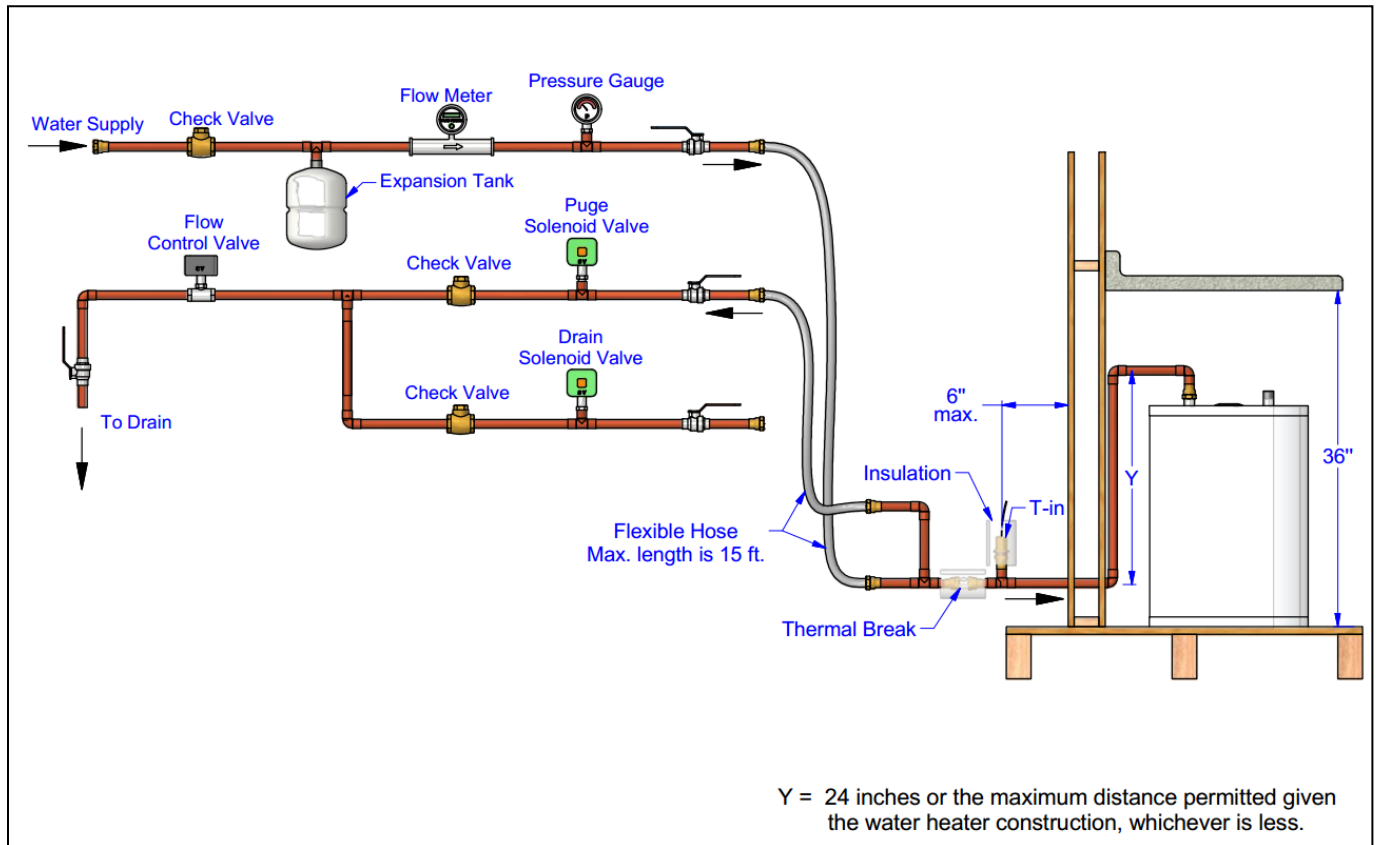 Pressure Gauge
Flow Meter
Check Valve
Water Supply
Expansion Tank
Flow
Control Valve
Puge
Solenoid Valve
Check Valve
Drain
Solenoid Valve
Check Valve
To Drain
6"
max.
36"
Y
Insulation
T-in
Flexible Hose
Max. length is 15 ft.
Thermal Break
Y = 24 inches or the maximum distance permitted given
the water heater construction, whichever is less.